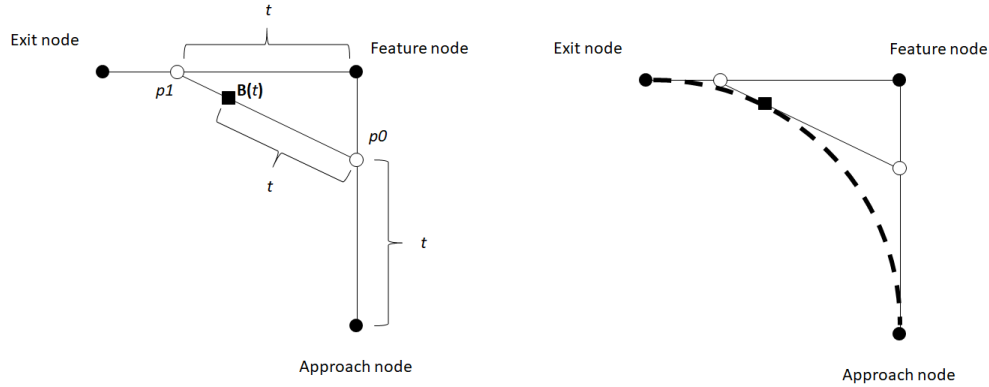 t
Exit node
Feature node
p1
B(t)
p0
t
t
Approach node
Exit node
Feature node
Approach node